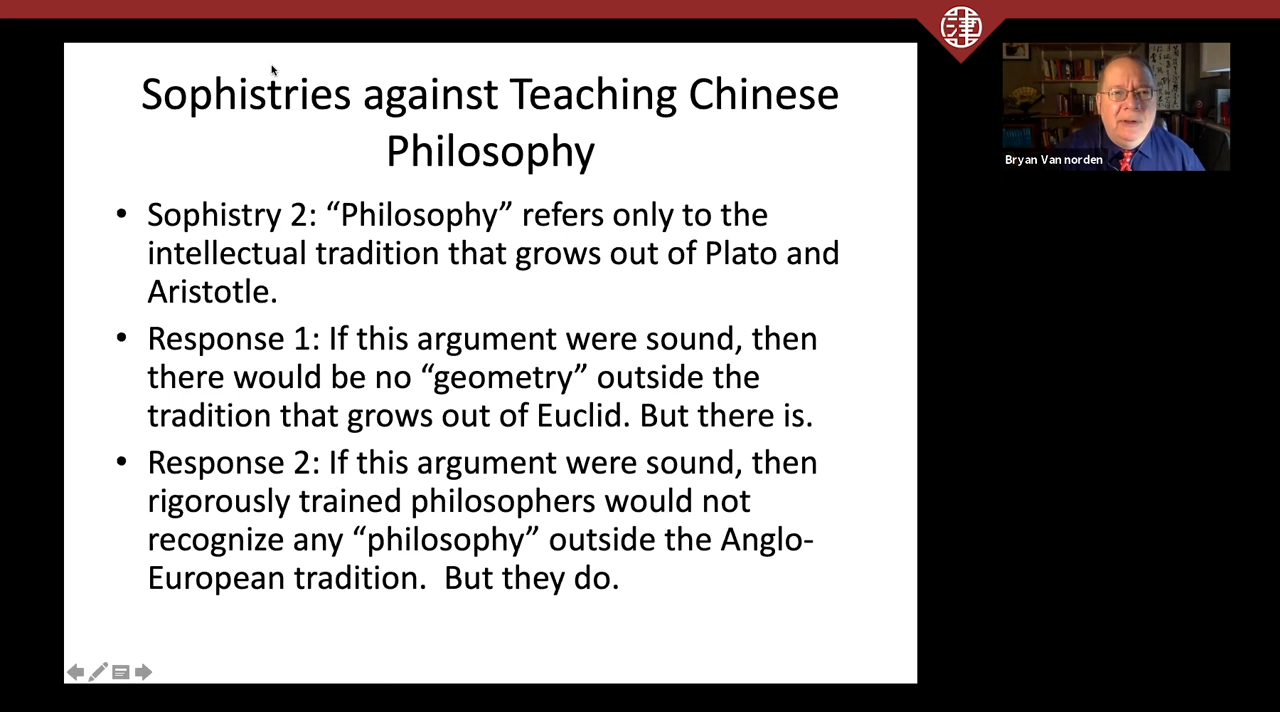 Sophistries against Teaching Chinese
Philosophy
• Sophistry 2: “Philosophy” refers only to the
intellectual tradition that grows out of Plato and
Aristotle.
• Response 1: If this argument were sound, then
there would be no “geometry” outside the
tradition that grows out of Euclid. But there is.
• Response 2: If this argument were sound, then
rigorously trained philosophers would not
recognize any “philosophy” outside the Anglo-
European tradition.  But they do.
Bryan Van norden